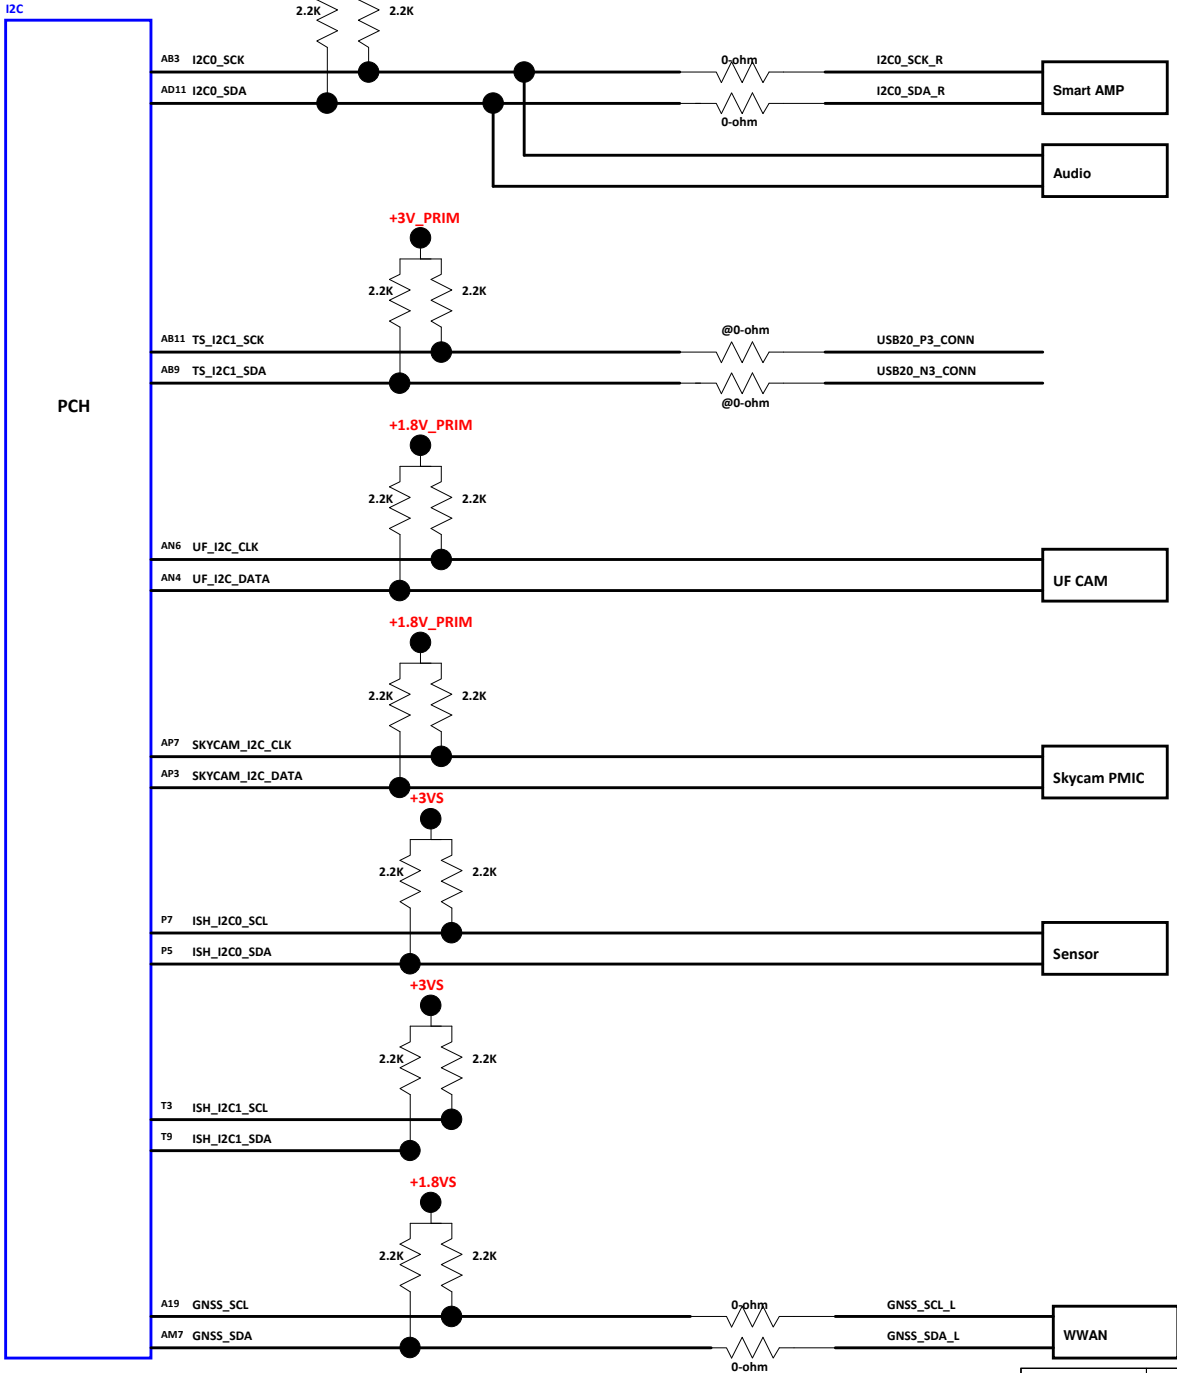 I2C
2.2K 2.2K
AB3 I2C0_SCK 0-ohm I2C0_SCK_R
AD11 I2C0_SDA 0-ohm I2C0_SDA_R
Smart AMP
Audio
+3V_PRIM
2.2K 2.2K
AB11 TS_I2C1_SCK @0-ohm USB20_P3_CONN
AB9 TS_I2C1_SDA @0-ohm USB20_N3_CONN
PCH
+1.8V_PRIM
2.2K 2.2K
AN6 UF_I2C_CLK
AN4 UF_I2C_DATA
UF CAM
+1.8V_PRIM
2.2K 2.2K
AP7 SKYCAM_I2C_CLK
AP3 SKYCAM_I2C_DATA
Skycam PMIC
+3VS
2.2K 2.2K
P7 ISH_I2C0_SCL
P5 ISH_I2C0_SDA
Sensor
+3VS
2.2K 2.2K
T3 ISH_I2C1_SCL
T9 ISH_I2C1_SDA
+1.8VS
2.2K 2.2K
A19 GNSS_SCL 0-ohm GNSS_SCL_L
AM7 GNSS_SDA 0-ohm GNSS_SDA_L
WWAN